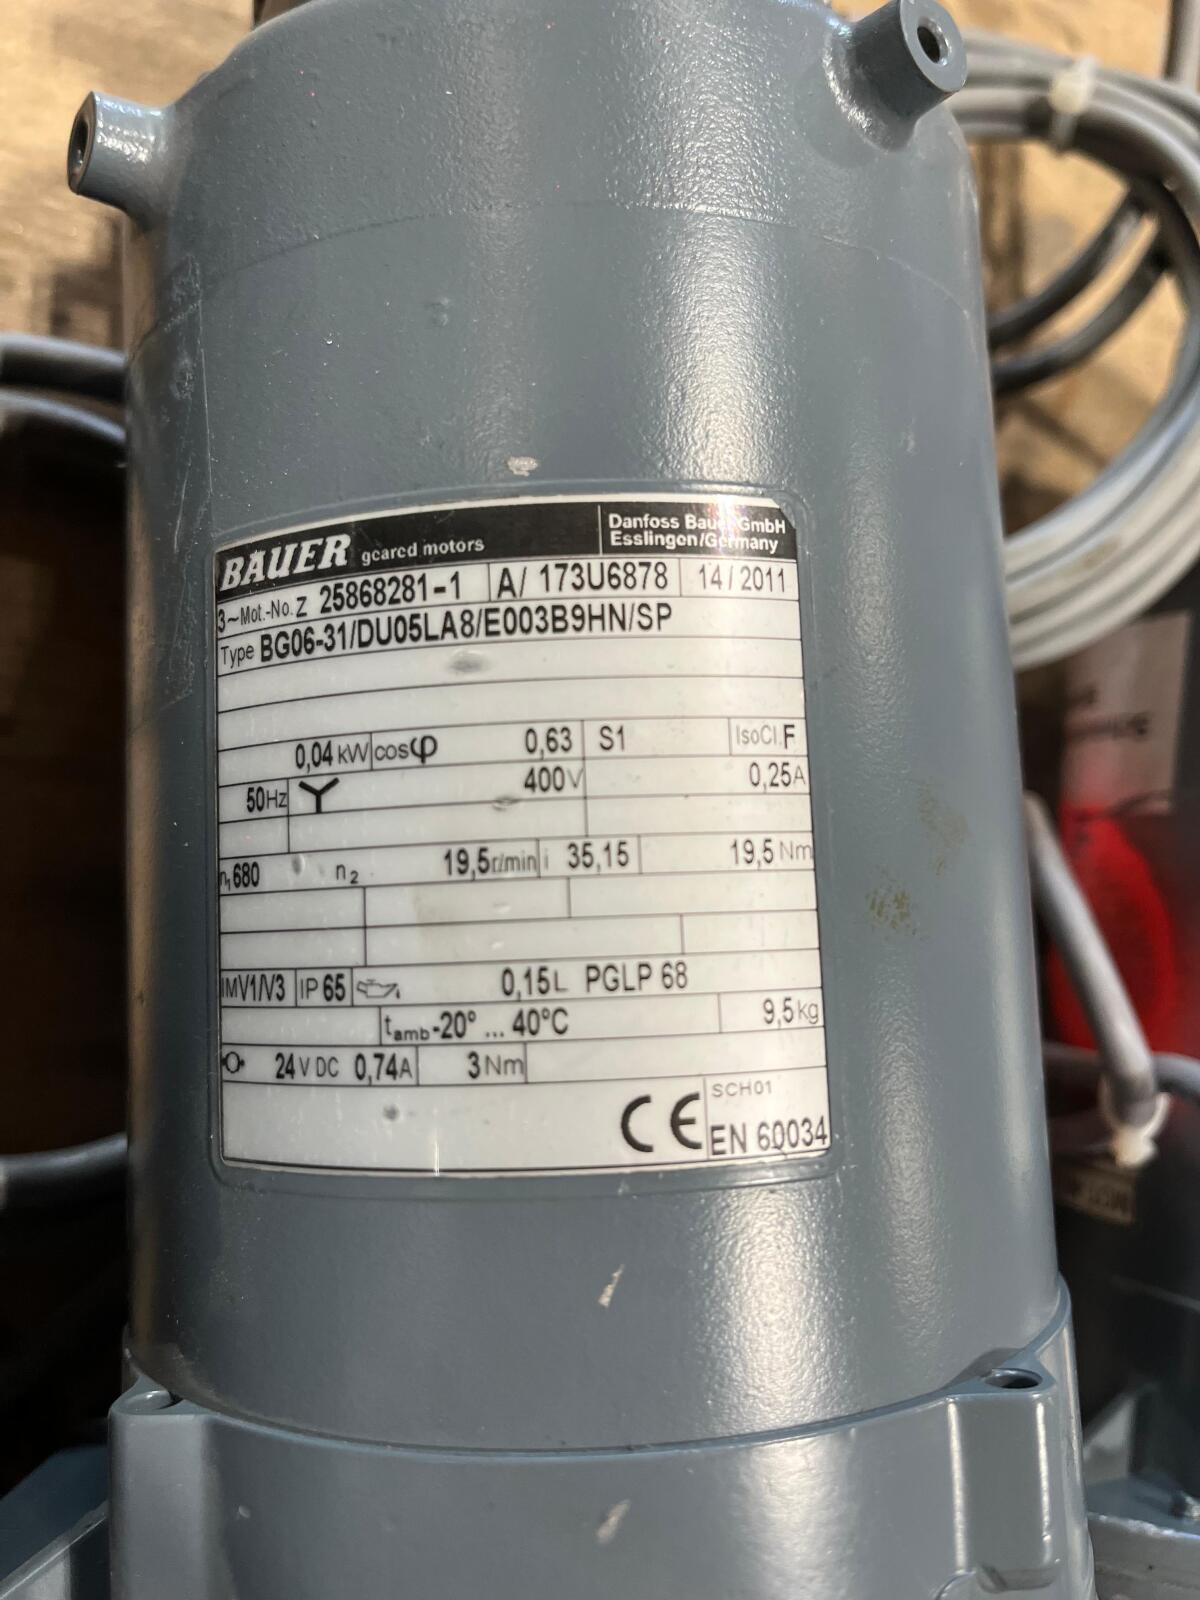 BAUER geared motors Danfoss Bauer GmbH
Esslingen/Germany
3~Mot.-No. Z 25868281-1 A/ 173U6878 14/2011
Type BG06-31/DU05LA8/E003B9HN/SP
0,04 kW cosφ 0,63 S1 IsoCl. F
50Hz Y 400V 0,25A
n₁ 680 n₂ 19,5 r/min i 35,15 19,5 Nm
IM V1/V3 IP 65 0,15 L PGLP 68
tamb -20° ... 40°C 9,5 kg
24 V DC 0,74 A 3 Nm
CE SCH01
EN 60034